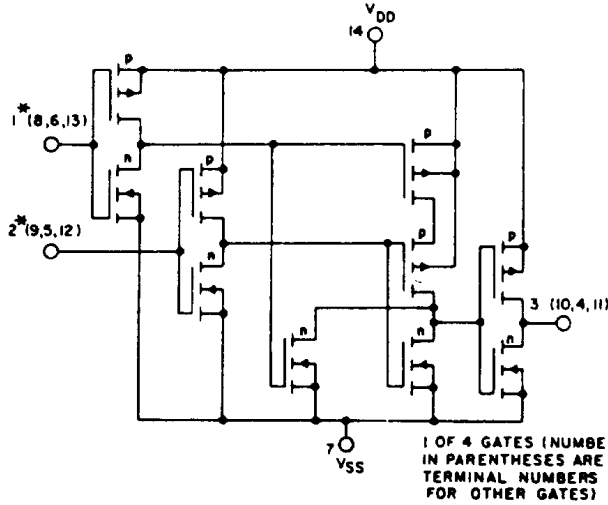 VDD
14
p
1*(8,6,13)
n
p
p
2*(9,5,12)
n
p
p
3 (10,4,11)
n
n
n
7
VSS
1 OF 4 GATES (NUMBE
IN PARENTHESES ARE
TERMINAL NUMBERS
FOR OTHER GATES)